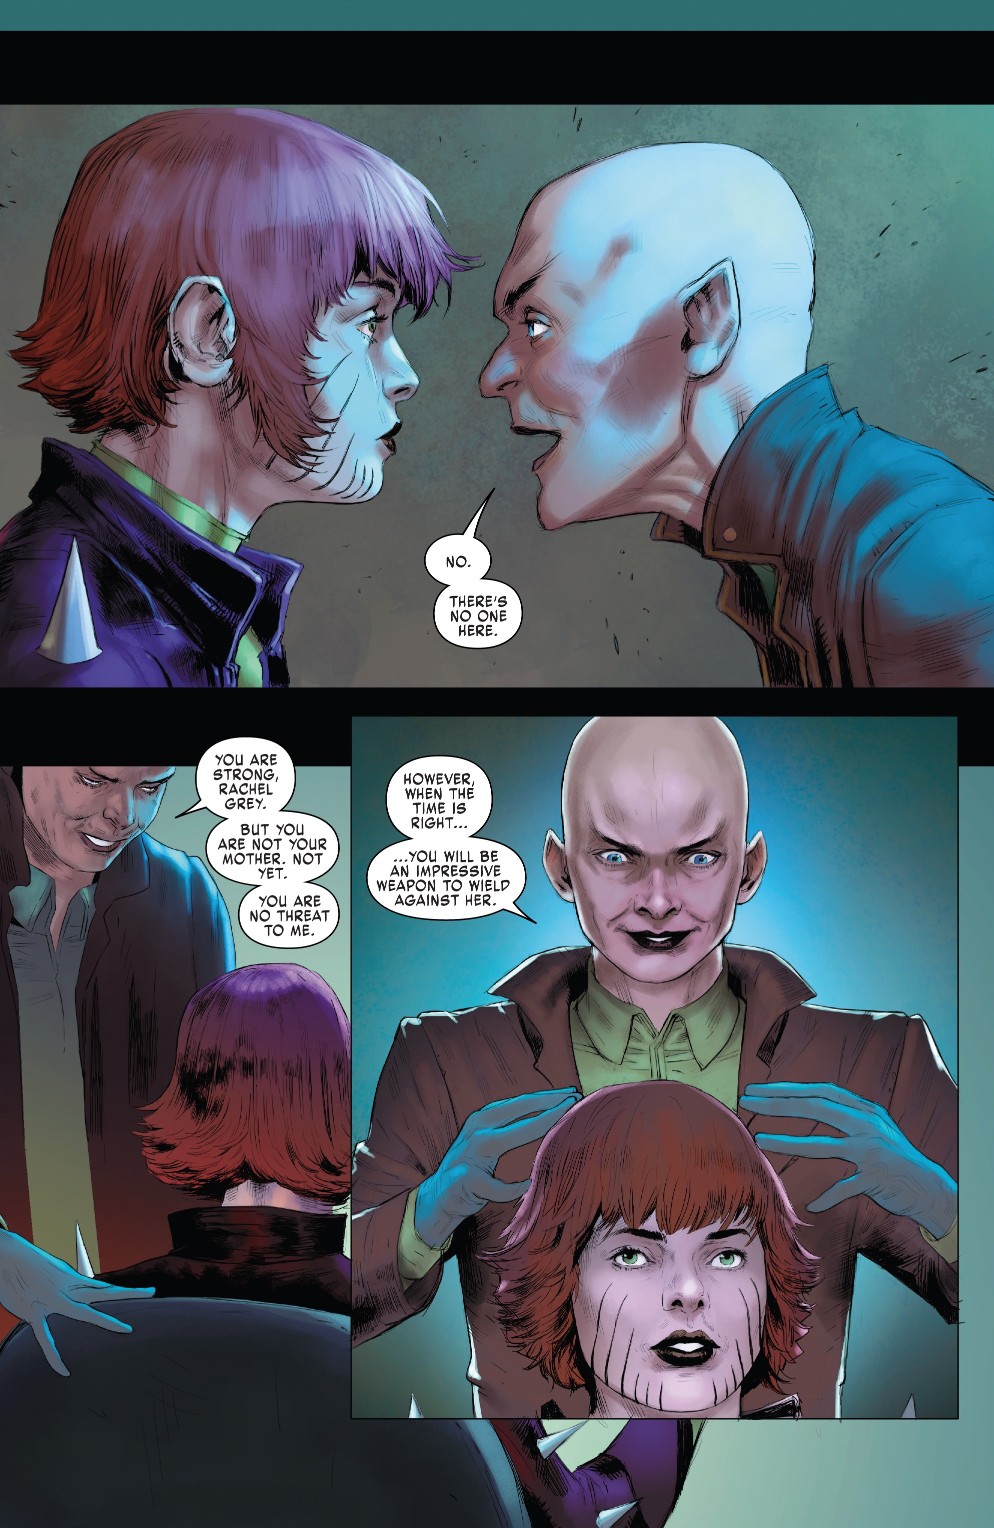 NO.
THERE'S
NO ONE
HERE.
YOU ARE
STRONG,
RACHEL
GREY.
BUT YOU
ARE NOT YOUR
MOTHER. NOT
YET.
YOU ARE
NO THREAT
TO ME.
HOWEVER,
WHEN THE
TIME IS
RIGHT...
...YOU WILL BE
AN IMPRESSIVE
WEAPON TO WIELD
AGAINST HER.